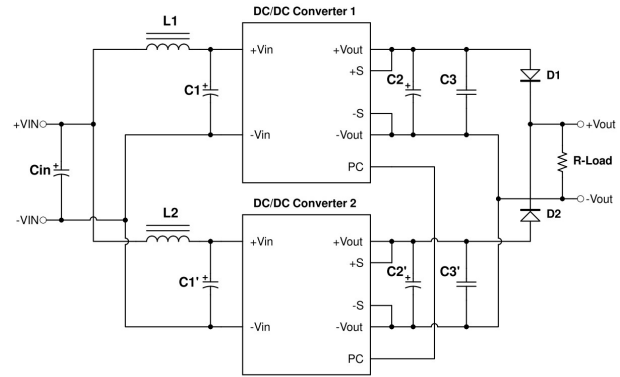 DC/DC Converter 1
L1
+Vin
+Vout
+S
C1 +
C2 +
C3
D1
-S
+VIN
-Vin
-Vout
+Vout
Cin +
PC
R-Load
-VIN
-Vout
DC/DC Converter 2
L2
D2
+Vin
+Vout
+S
C1' +
C2' +
C3'
-S
-Vin
-Vout
PC